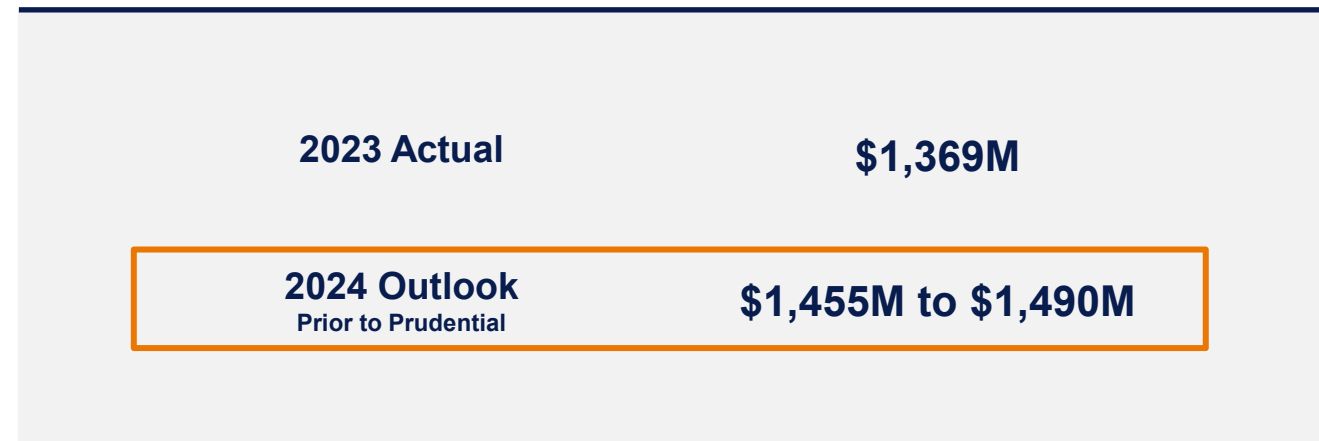 2023 Actual
$1,369M
2024 Outlook
Prior to Prudential
$1,455M to $1,490M